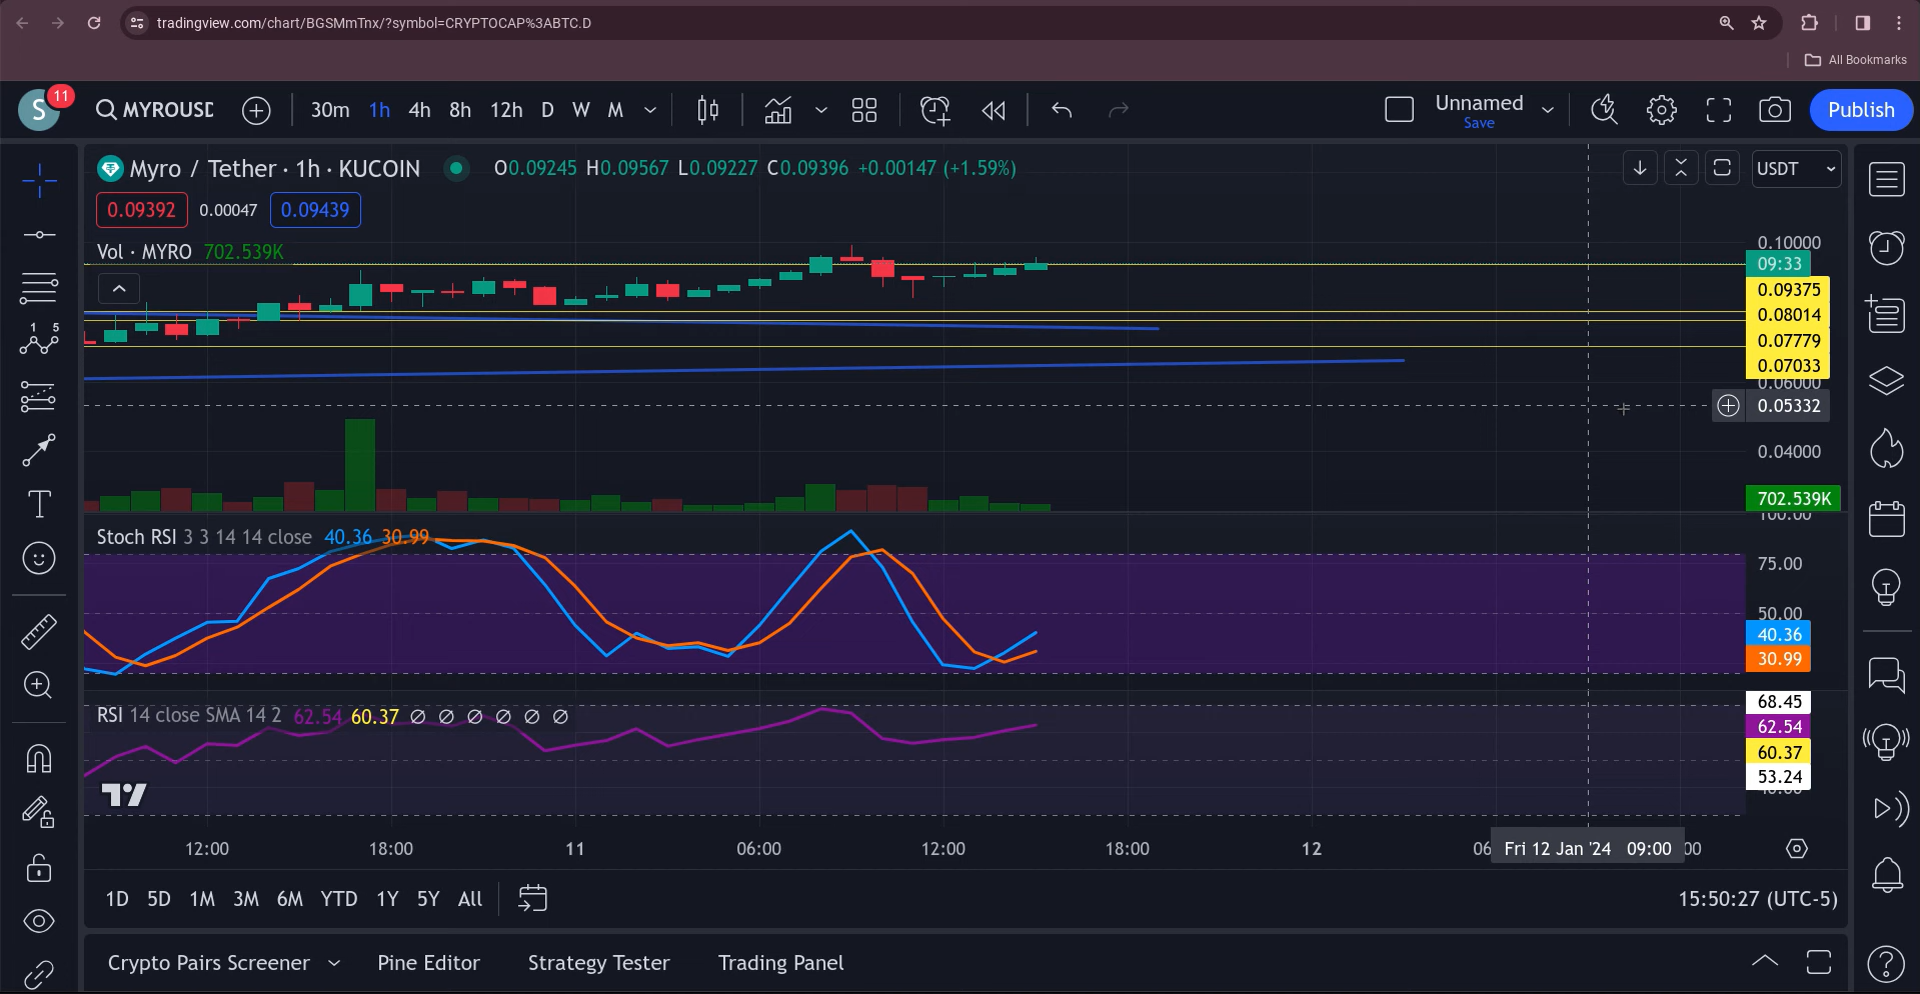 tradingview.com/chart/BGSMmTnx/?symbol=CRYPTOCAP%3ABTC.D
All Bookmarks
S 11 MYROUSD 30m 1h 4h 8h 12h D W M Unnamed Save Publish
Myro / Tether · 1h · KUCOIN O0.09245 H0.09567 L0.09227 C0.09396 +0.00147 (+1.59%) USDT
0.09392 0.00047 0.09439
Vol · MYRO 702.539K
0.10000
09:33
0.09375
0.08014
0.07779
0.07033
0.06000
0.05332
0.04000
702.539K
100.00
Stoch RSI 3 3 14 14 close 40.36 30.99
75.00
50.00
40.36
30.99
RSI 14 close SMA 14 2 62.54 60.37 ∅ ∅ ∅ ∅ ∅ ∅
68.45
62.54
60.37
53.24
12:00 18:00 11 06:00 12:00 18:00 12 06 Fri 12 Jan '24 09:00 00
1D 5D 1M 3M 6M YTD 1Y 5Y All 15:50:27 (UTC-5)
Crypto Pairs Screener Pine Editor Strategy Tester Trading Panel